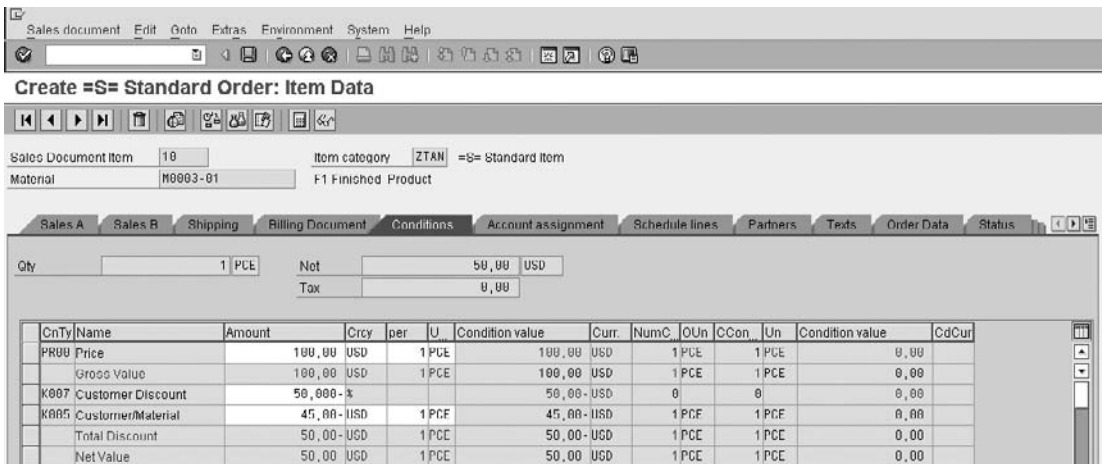 Sales document Edit Goto Extras Environment System Help
Create =S= Standard Order: Item Data
Sales Document Item 10 Item category ZTAN =S= Standard Item
Material M0003-01 F1 Finished Product
Sales A Sales B Shipping Billing Document Conditions Account assignment Schedule lines Partners Texts Order Data Status
Qty 1 PCE Net 50,00 USD
Tax 0,00
CnTy Name Amount Crcy per U... Condition value Curr. NumC... OUn CCon... Un Condition value CdCur
PR00 Price 100,00 USD 1 PCE 100,00 USD 1 PCE 1 PCE 0,00
Gross Value 100,00 USD 1 PCE 100,00 USD 1 PCE 1 PCE 0,00
K007 Customer Discount 50,000- % 50,00- USD 0 0 0,00
K005 Customer/Material 45,00- USD 1 PCE 45,00- USD 1 PCE 1 PCE 0,00
Total Discount 50,00- USD 1 PCE 50,00- USD 1 PCE 1 PCE 0,00
Net Value 50,00 USD 1 PCE 50,00 USD 1 PCE 1 PCE 0,00